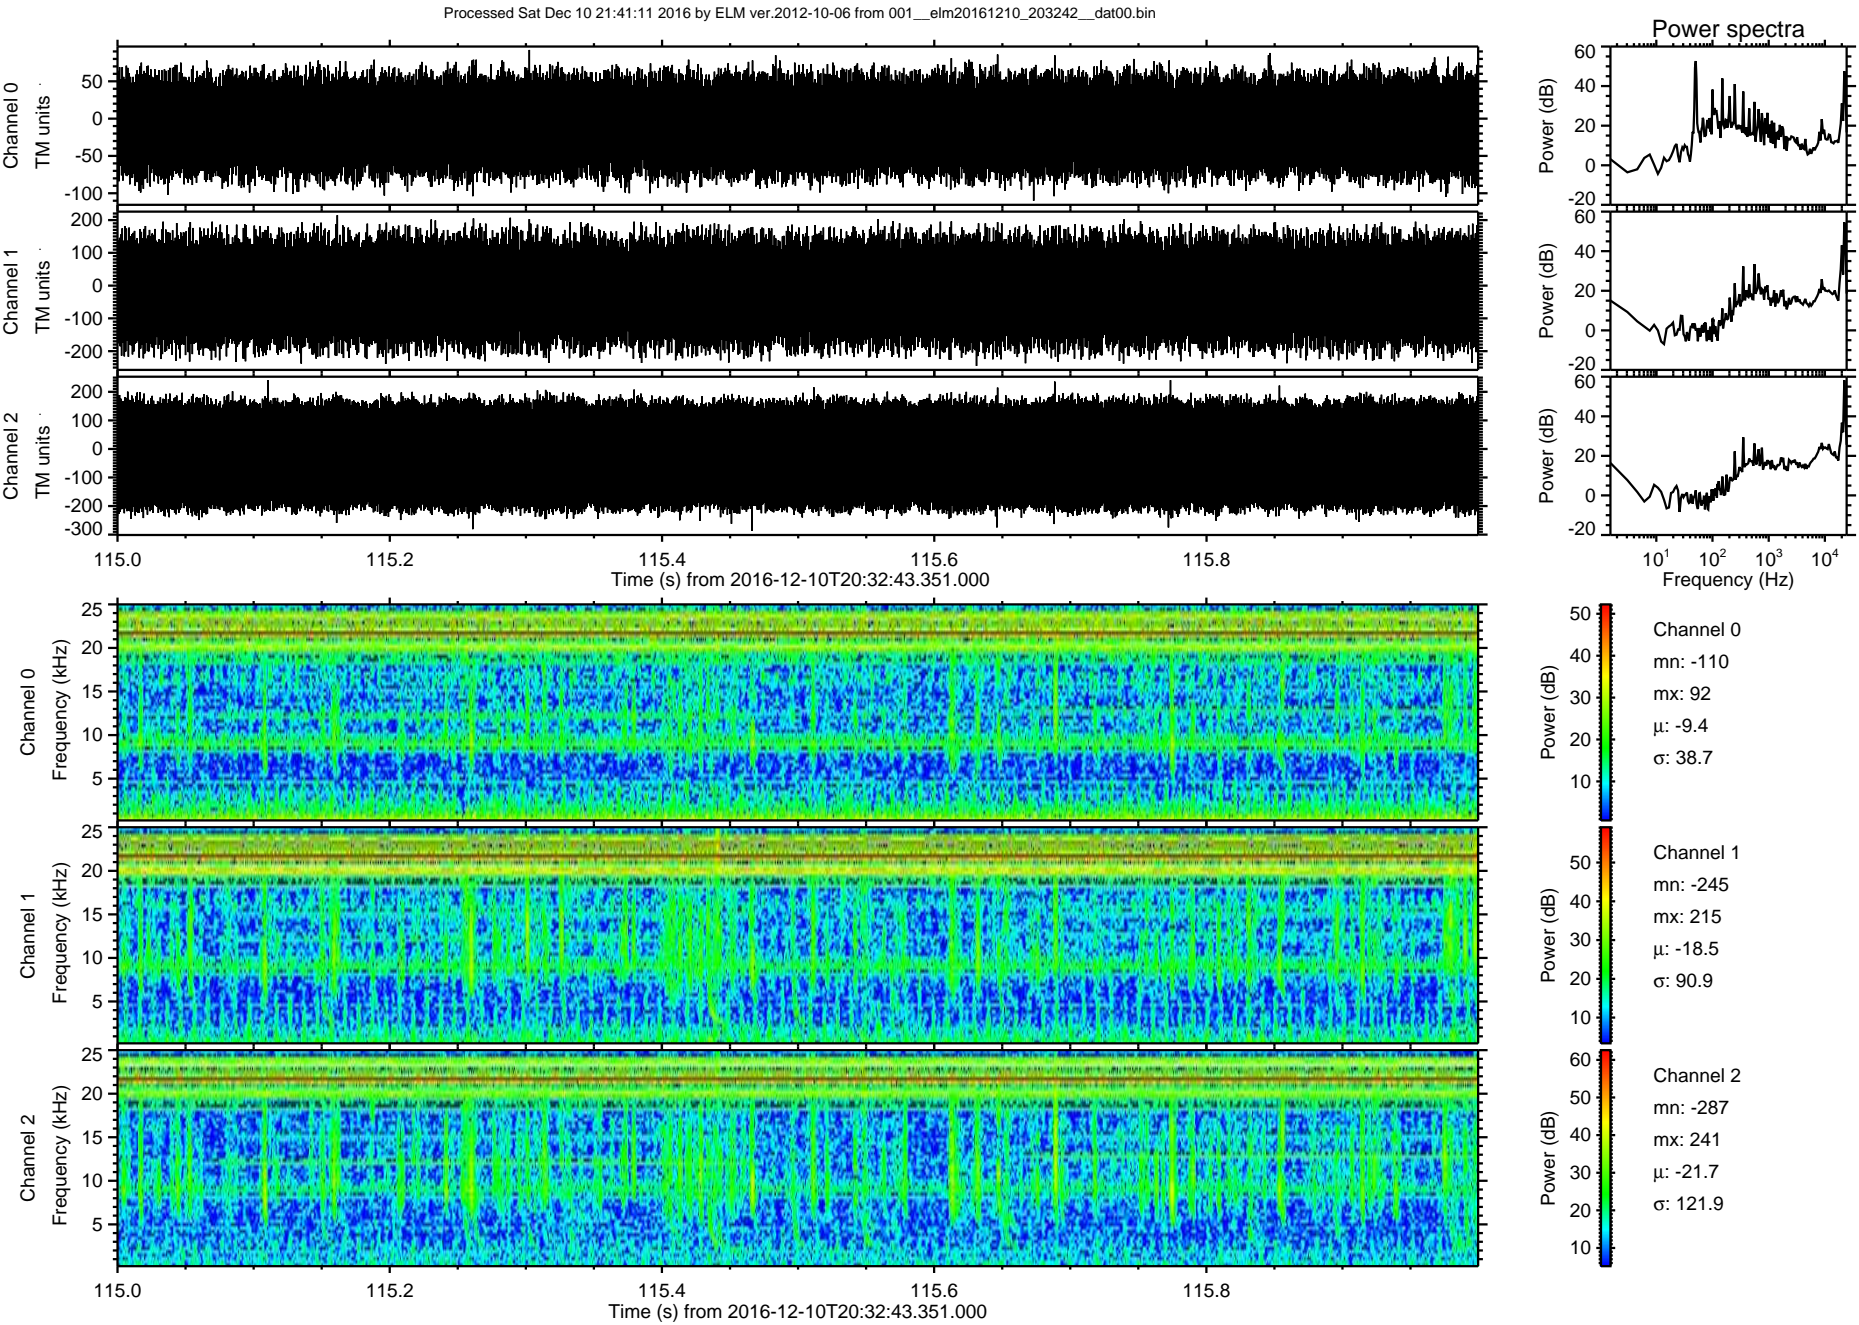 Processed Sat Dec 10 21:41:11 2016 by ELM ver.2012-10-06 from 001__elm20161210_203242__dat00.bin
Power spectra
Channel 0
TM units
50
0
-50
-100
Power (dB)
60
40
20
0
-20
Channel 1
TM units
200
100
0
-100
-200
Power (dB)
60
40
20
0
-20
Channel 2
TM units
200
100
0
-100
-200
-300
Power (dB)
60
40
20
0
-20
115.0 115.2 115.4 115.6 115.8
Time (s) from 2016-12-10T20:32:43.351.000
10¹ 10² 10³ 10⁴
Frequency (Hz)
Channel 0
Frequency (kHz)
25
20
15
10
5
Power (dB)
50
40
30
20
10
Channel 0
mn: -110
mx: 92
μ: -9.4
σ: 38.7
Channel 1
Frequency (kHz)
25
20
15
10
5
Power (dB)
50
40
30
20
10
Channel 1
mn: -245
mx: 215
μ: -18.5
σ: 90.9
Channel 2
Frequency (kHz)
25
20
15
10
5
Power (dB)
60
50
40
30
20
10
Channel 2
mn: -287
mx: 241
μ: -21.7
σ: 121.9
115.0 115.2 115.4 115.6 115.8
Time (s) from 2016-12-10T20:32:43.351.000